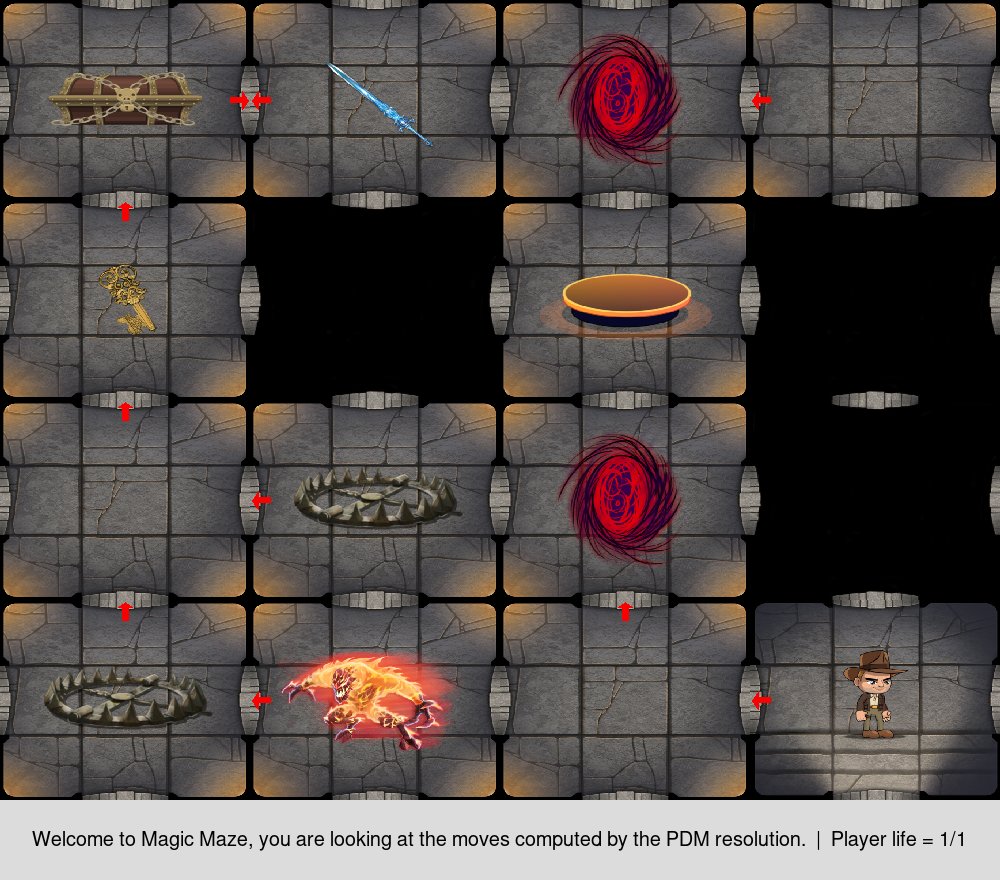 Welcome to Magic Maze, you are looking at the moves computed by the PDM resolution.  |  Player life = 1/1